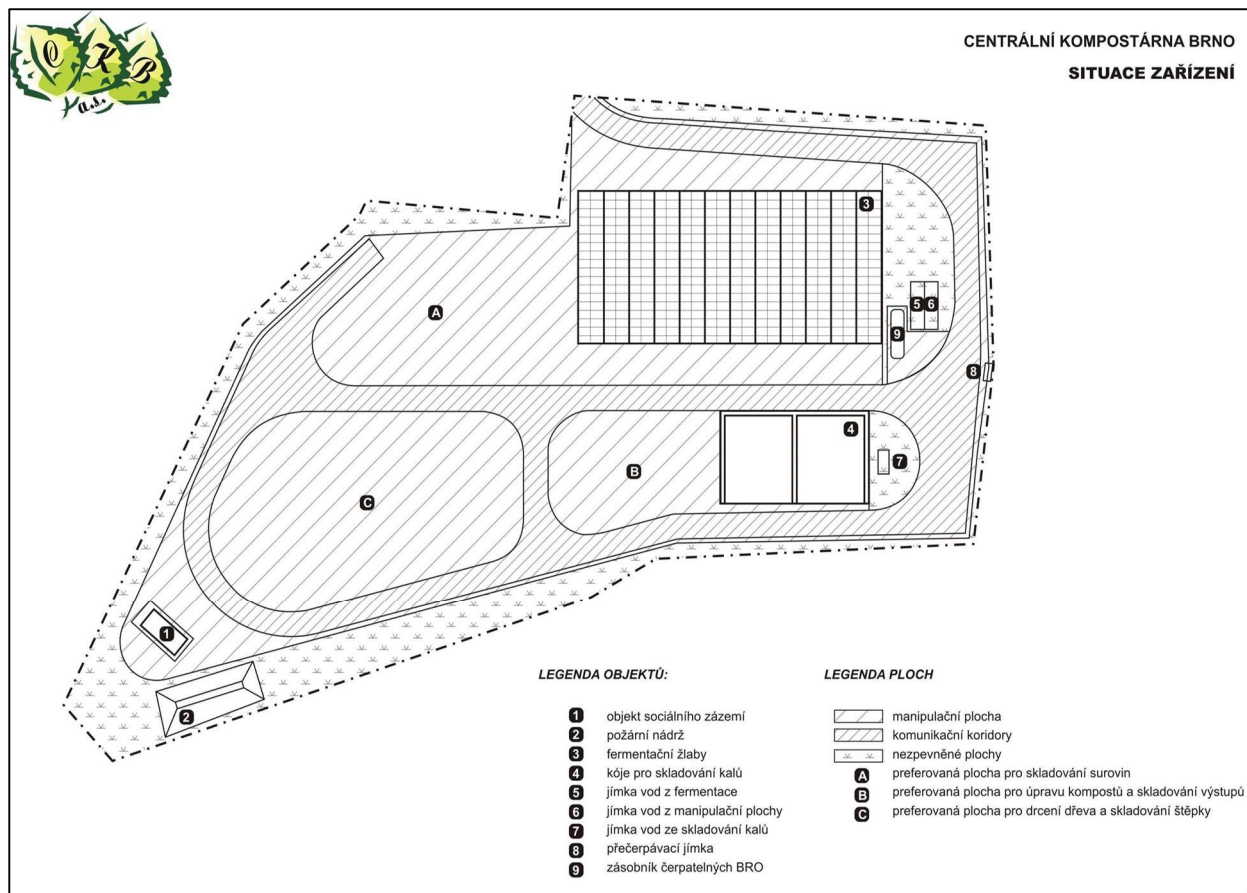 CKB
a.s.
CENTRÁLNÍ KOMPOSTÁRNA BRNO
SITUACE ZAŘÍZENÍ
3
5 6
A
9
8
4
7
B
C
1
2
LEGENDA OBJEKTŮ:
1 objekt sociálního zázemí
2 požární nádrž
3 fermentační žlaby
4 kóje pro skladování kalů
5 jímka vod z fermentace
6 jímka vod z manipulační plochy
7 jímka vod ze skladování kalů
8 přečerpávací jímka
9 zásobník čerpatelných BRO
LEGENDA PLOCH
manipulační plocha
komunikační koridory
nezpevněné plochy
A preferovaná plocha pro skladování surovin
B preferovaná plocha pro úpravu kompostů a skladování výstupů
C preferovaná plocha pro drcení dřeva a skladování štěpky